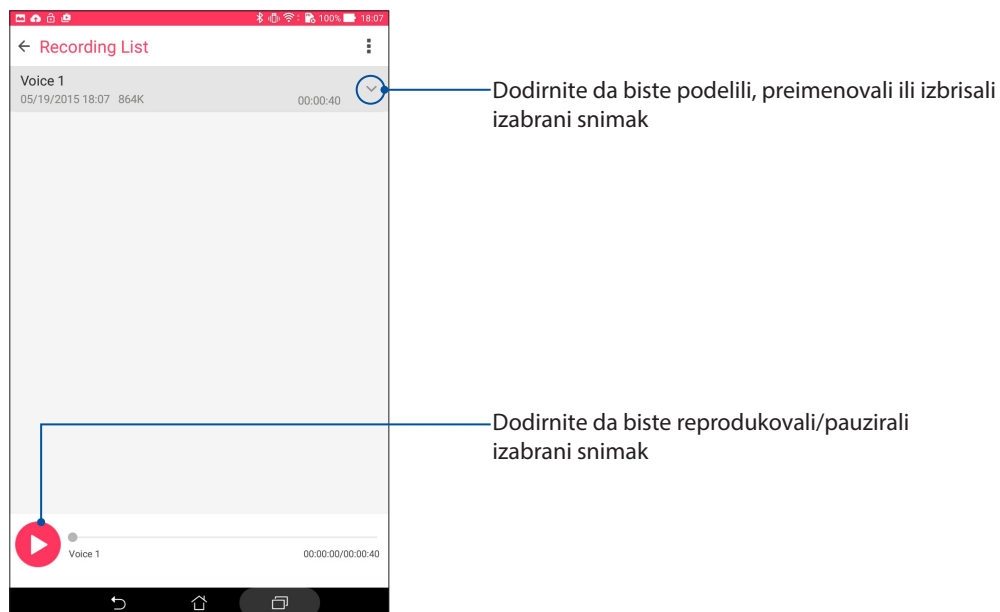 100% 18:07
Recording List
Voice 1
05/19/2015 18:07 864K 00:00:40
Dodirnite da biste podelili, preimenovali ili izbrisali
izabrani snimak
Dodirnite da biste reprodukovali/pauzirali
izabrani snimak
Voice 1 00:00:00/00:00:40